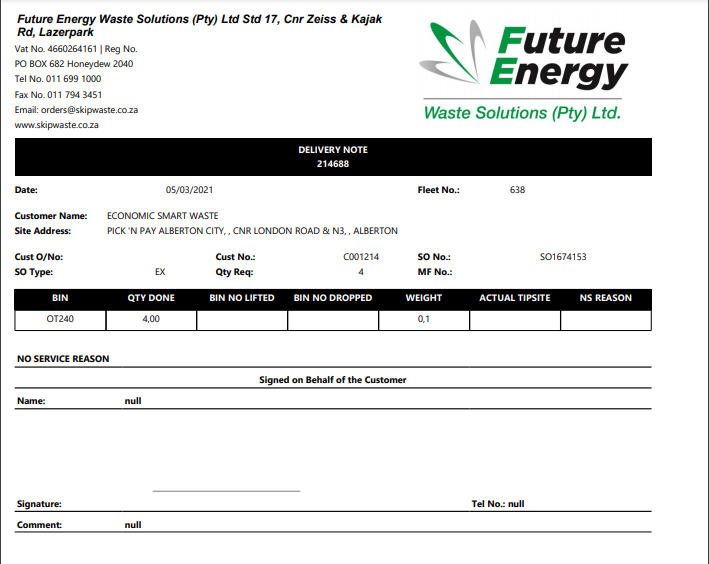 Future Energy Waste Solutions (Pty) Ltd Std 17, Cnr Zeiss & Kajak
Rd, Lazerpark
Vat No. 4660264161 | Reg No.
PO BOX 682 Honeydew 2040
Tel No. 011 699 1000
Fax No. 011 794 3451
Email: orders@skipwaste.co.za
www.skipwaste.co.za
Future
Energy
Waste Solutions (Pty) Ltd.
DELIVERY NOTE
214688
Date: 05/03/2021 Fleet No.: 638
Customer Name: ECONOMIC SMART WASTE
Site Address: PICK 'N PAY ALBERTON CITY, , CNR LONDON ROAD & N3, , ALBERTON
Cust O/No: Cust No.: C001214 SO No.: SO1674153
SO Type: EX Qty Req: 4 MF No.:
BIN QTY DONE BIN NO LIFTED BIN NO DROPPED WEIGHT ACTUAL TIPSITE NS REASON
OT240 4,00 0,1
NO SERVICE REASON
Signed on Behalf of the Customer
Name: null
Signature: Tel No.: null
Comment: null